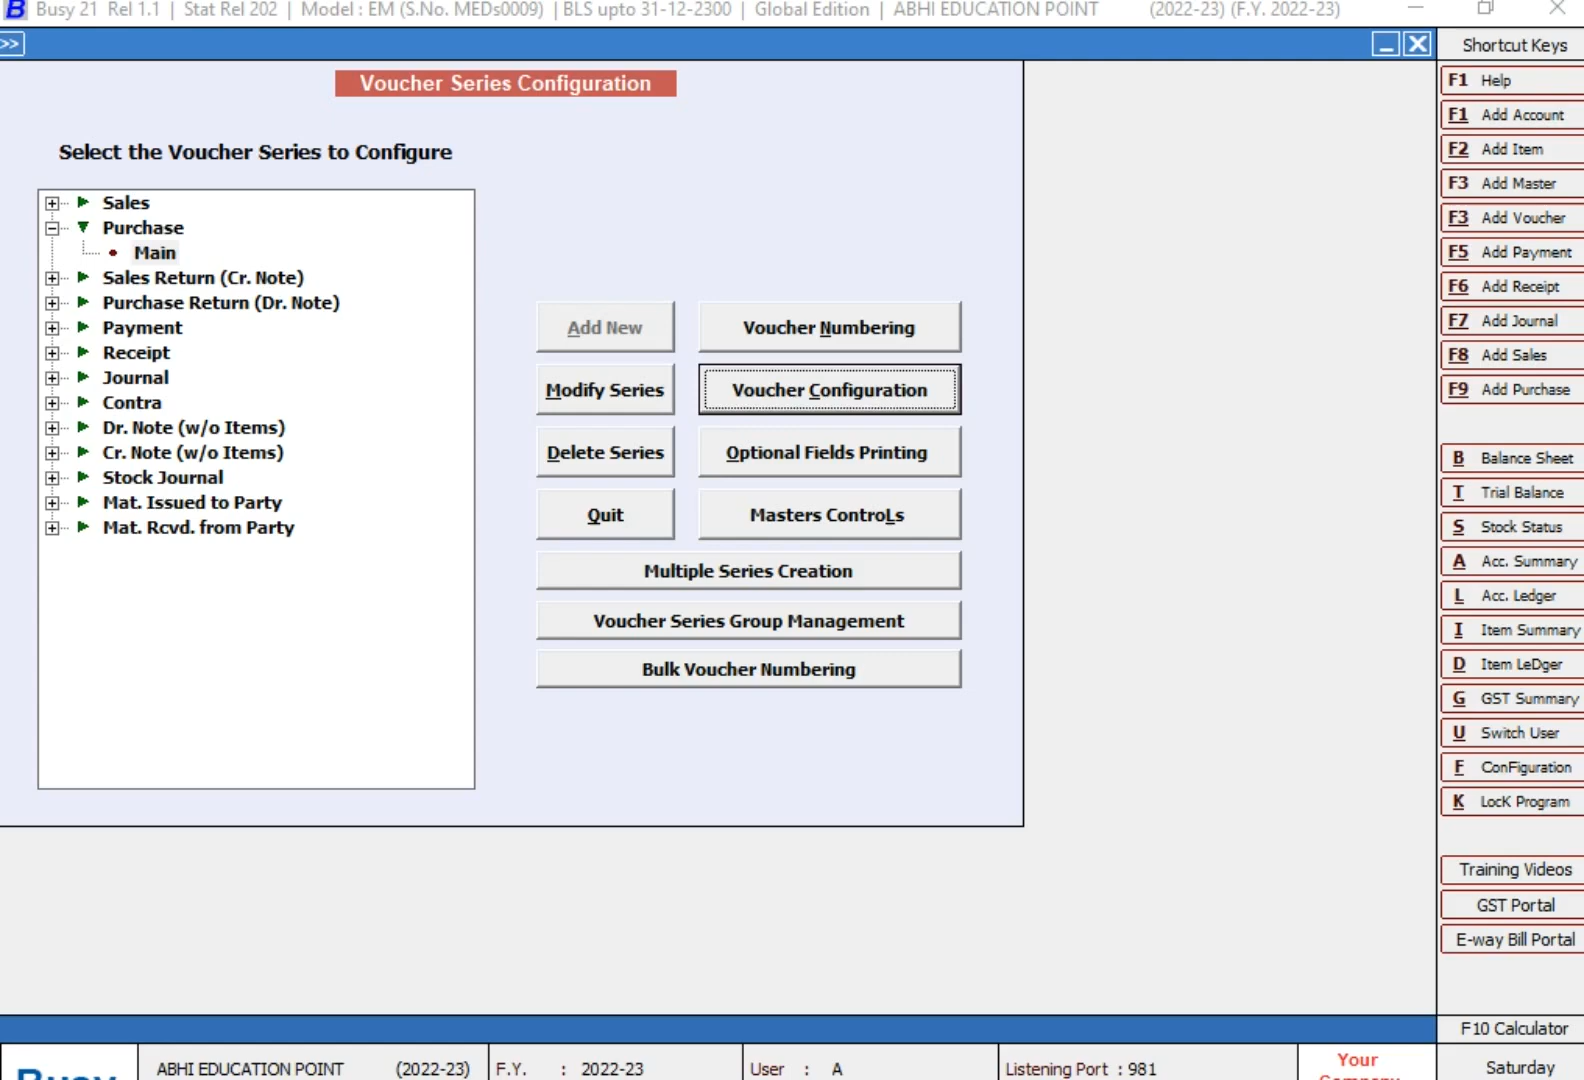 B Busy 21 Rel 1.1 | Stat Rel 202 | Model : EM (S.No. MEDs0009) | BLS upto 31-12-2300 | Global Edition | ABHI EDUCATION POINT (2022-23) (F.Y. 2022-23)
>>
Shortcut Keys
Voucher Series Configuration
Select the Voucher Series to Configure
Sales
Purchase
Main
Sales Return (Cr. Note)
Purchase Return (Dr. Note)
Payment
Receipt
Journal
Contra
Dr. Note (w/o Items)
Cr. Note (w/o Items)
Stock Journal
Mat. Issued to Party
Mat. Rcvd. from Party
Add New
Voucher Numbering
Modify Series
Voucher Configuration
Delete Series
Optional Fields Printing
Quit
Masters ControLs
Multiple Series Creation
Voucher Series Group Management
Bulk Voucher Numbering
F1 Help
F1 Add Account
F2 Add Item
F3 Add Master
F3 Add Voucher
F5 Add Payment
F6 Add Receipt
F7 Add Journal
F8 Add Sales
F9 Add Purchase
B Balance Sheet
T Trial Balance
S Stock Status
A Acc. Summary
L Acc. Ledger
I Item Summary
D Item LeDger
G GST Summary
U Switch User
F ConFiguration
K LocK Program
Training Videos
GST Portal
E-way Bill Portal
F10 Calculator
Busy
ABHI EDUCATION POINT (2022-23)
F.Y. : 2022-23
User : A
Listening Port : 981
Your
Company
Saturday